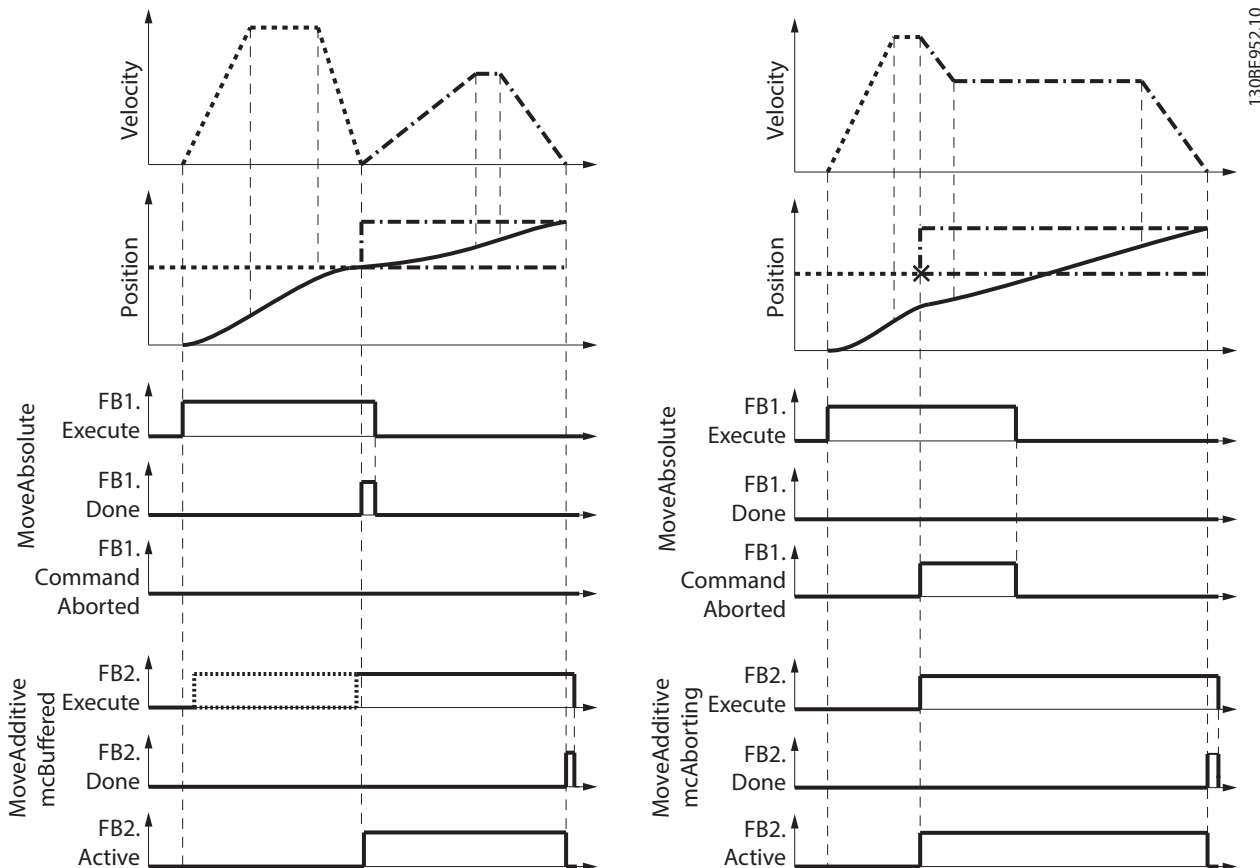 Velocity
Position
MoveAbsolute
FB1.
Execute
FB1.
Done
FB1.
Command
Aborted
MoveAdditive
mcBuffered
FB2.
Execute
FB2.
Done
FB2.
Active
130BE952.10
Velocity
Position
MoveAbsolute
FB1.
Execute
FB1.
Done
FB1.
Command
Aborted
MoveAdditive
mcAborting
FB2.
Execute
FB2.
Done
FB2.
Active